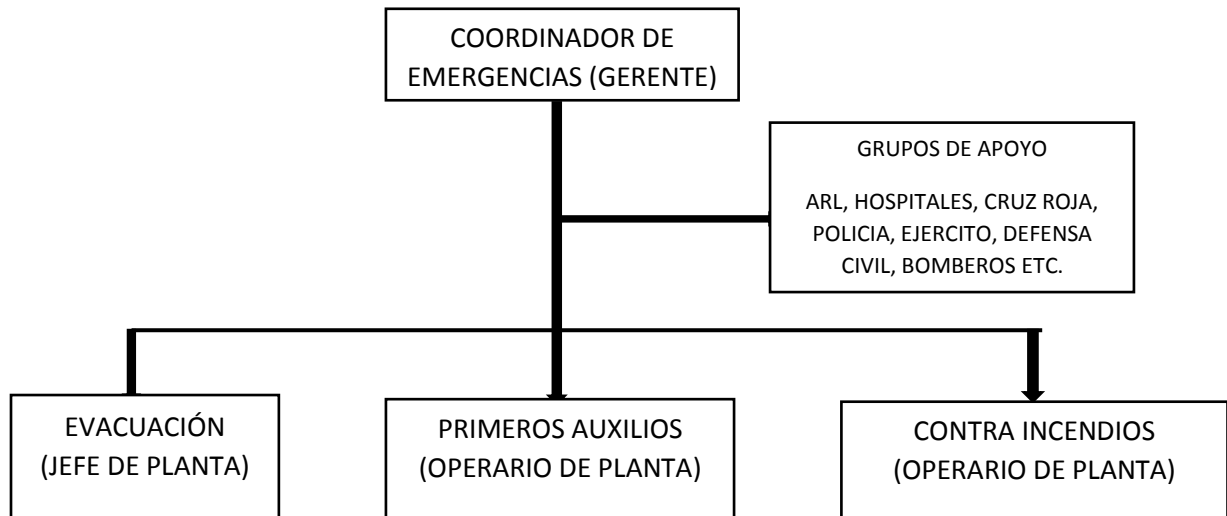 COORDINADOR DE
EMERGENCIAS (GERENTE)
GRUPOS DE APOYO
ARL, HOSPITALES, CRUZ ROJA,
POLICIA, EJERCITO, DEFENSA
CIVIL, BOMBEROS ETC.
EVACUACIÓN
(JEFE DE PLANTA)
PRIMEROS AUXILIOS
(OPERARIO DE PLANTA)
CONTRA INCENDIOS
(OPERARIO DE PLANTA)